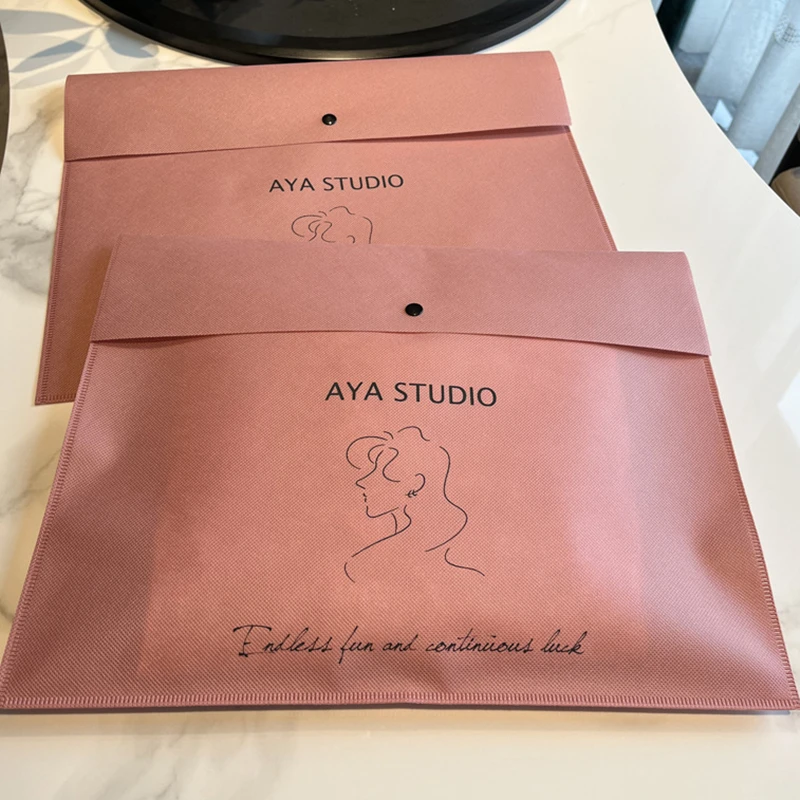 AYA STUDIO
AYA STUDIO
Endless fun and continuous luck